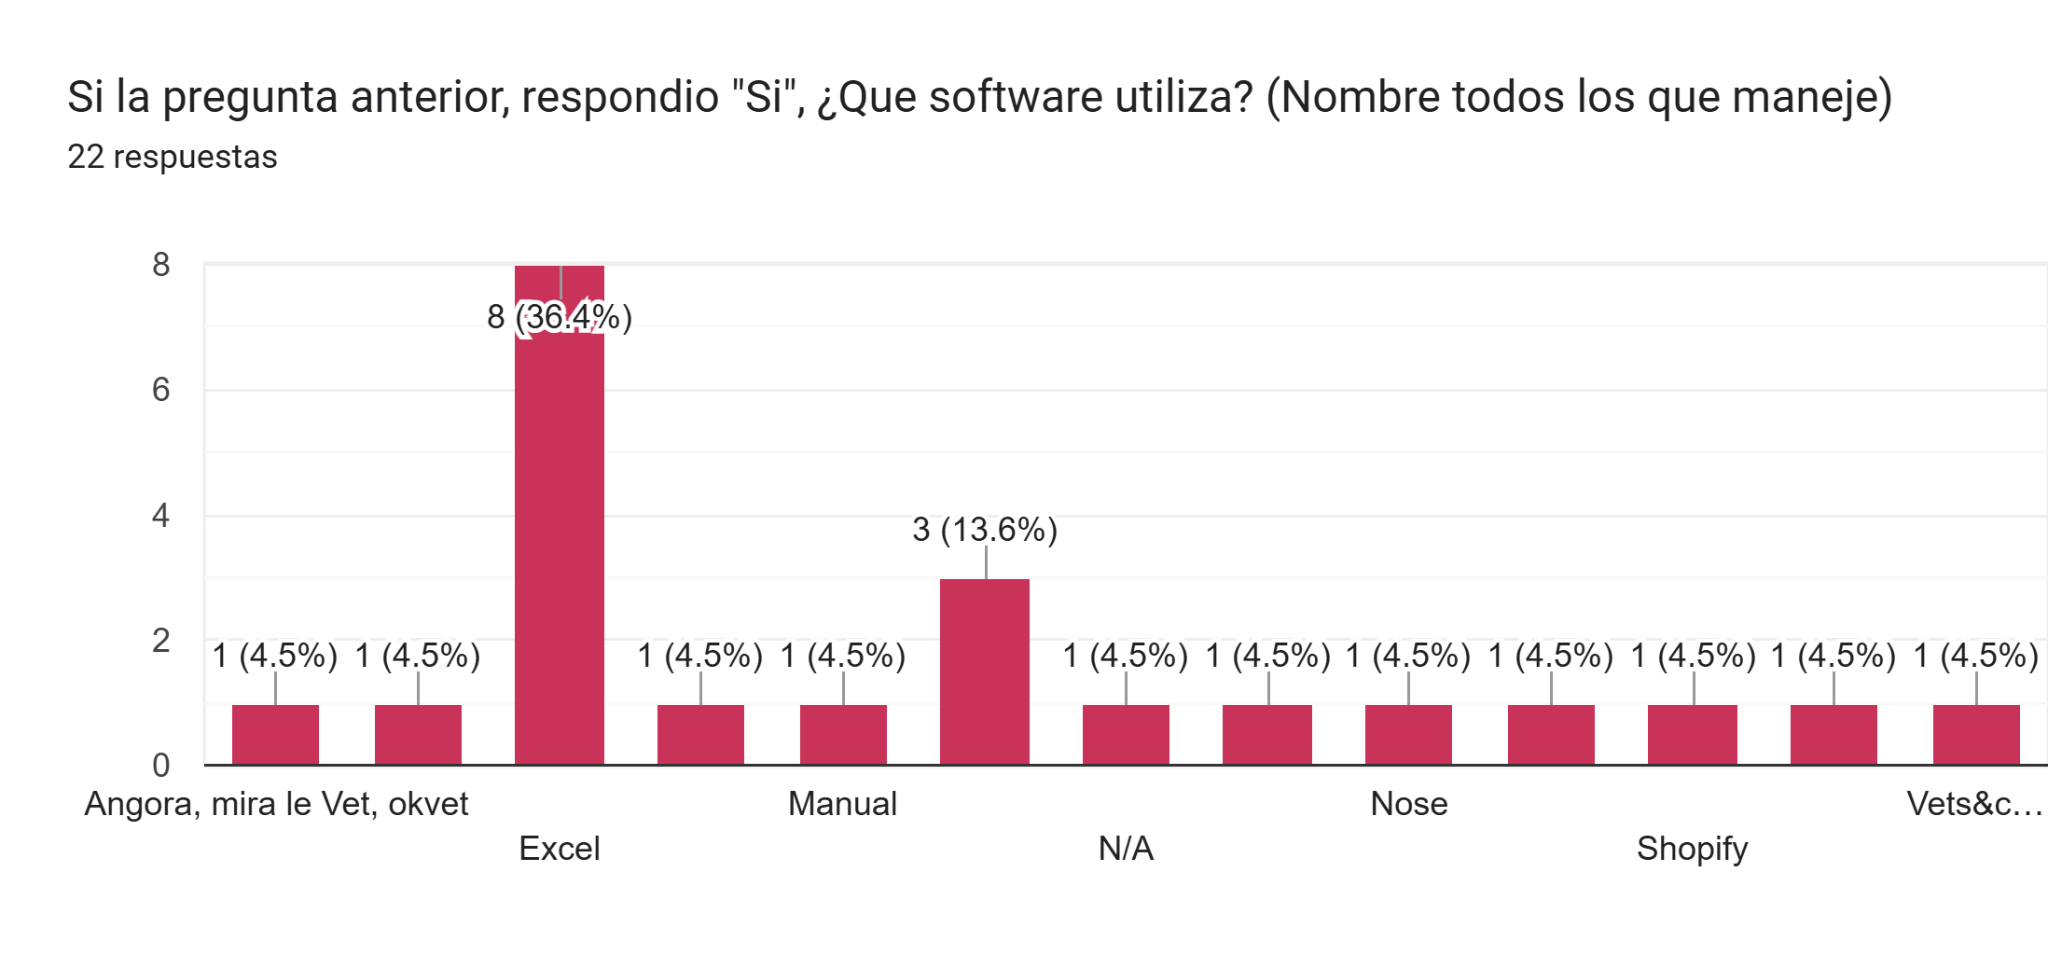 Si la pregunta anterior, respondio "Si", ¿Que software utiliza? (Nombre todos los que maneje)
22 respuestas
8
6
4
2
0
8 (36.4%)
3 (13.6%)
1 (4.5%) 1 (4.5%) 1 (4.5%) 1 (4.5%) 1 (4.5%) 1 (4.5%) 1 (4.5%) 1 (4.5%) 1 (4.5%) 1 (4.5%) 1 (4.5%)
Angora, mira le Vet, okvet Manual Nose Vets&c…
Excel N/A Shopify